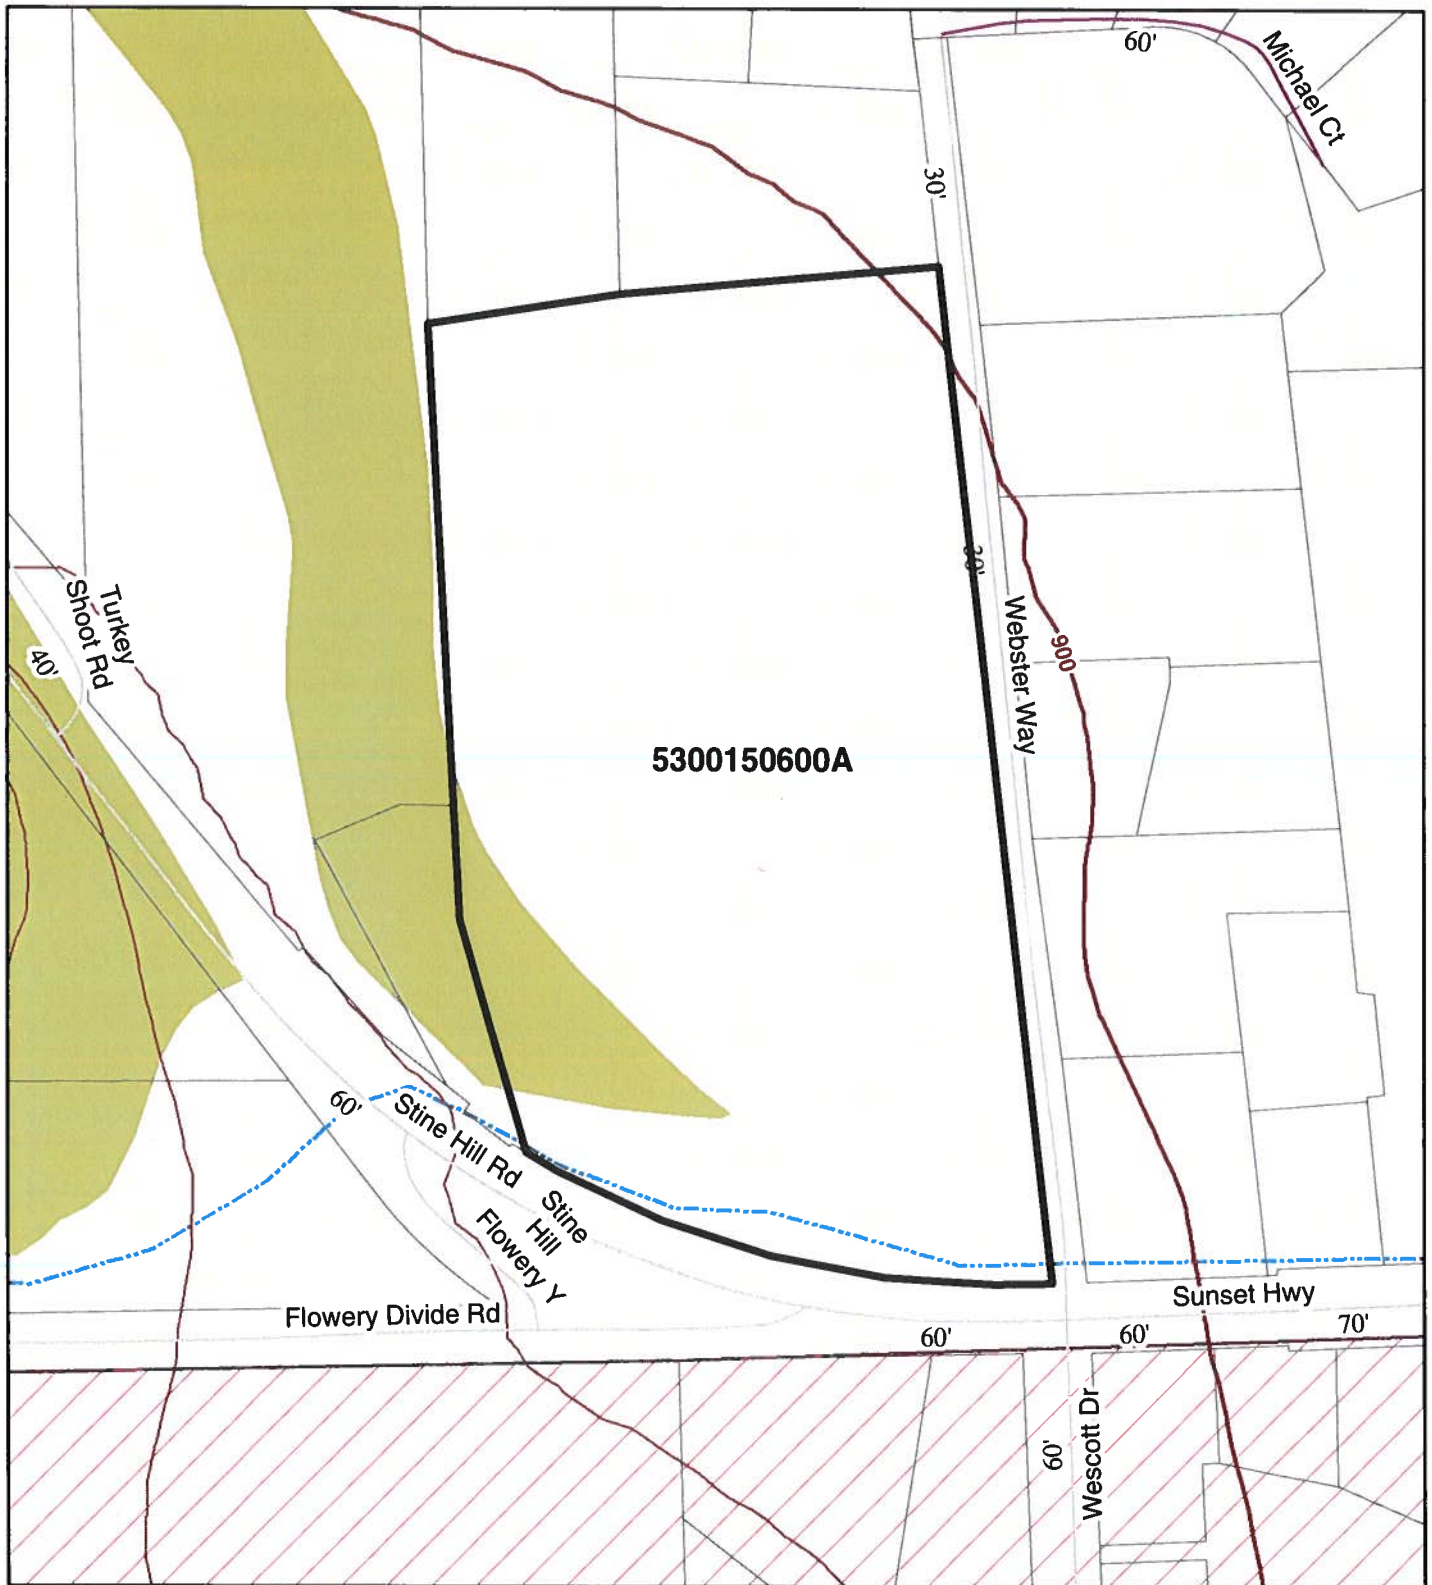 60'
Michael Ct
30'
30'
Turkey
Shoot Rd
40'
Webster Way
900
5300150600A
60'
Stine Hill Rd
Stine
Hill
Flowery Y
Flowery Divide Rd
Sunset Hwy
60'
60'
70'
60'
Wescott Dr